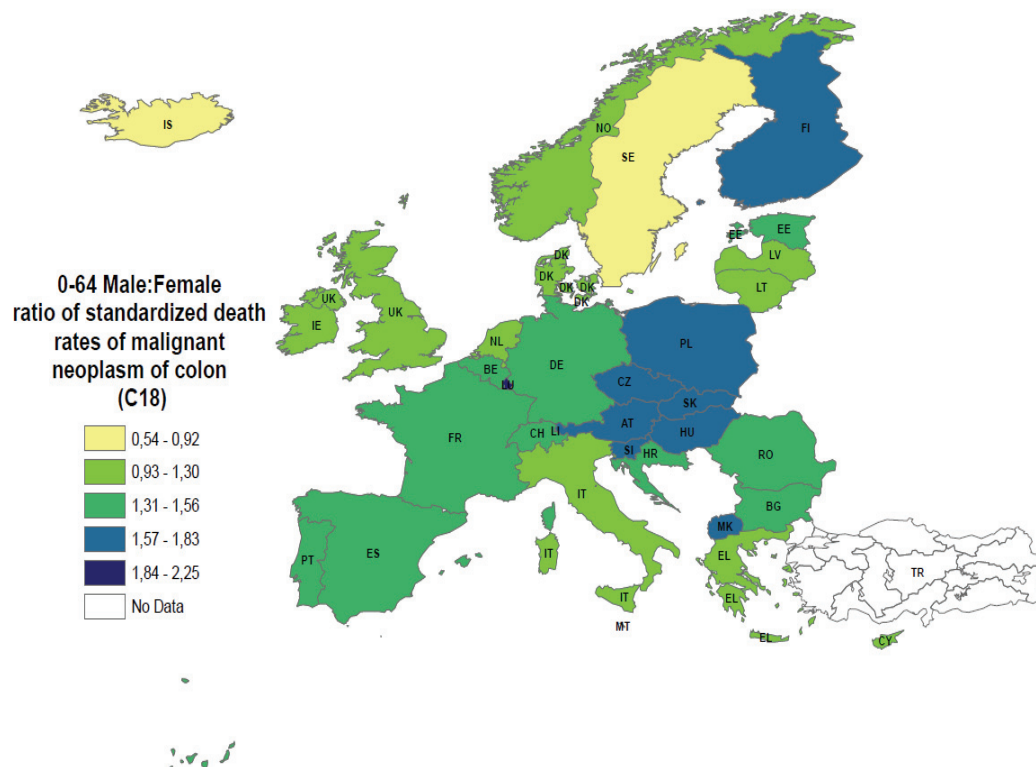 IS
NO
SE
FI
EE
EE
LV
LT
DK
DK
DK
DK
DK
0-64 Male:Female
ratio of standardized death
rates of malignant
neoplasm of colon
(C18)
0,54 - 0,92
0,93 - 1,30
1,31 - 1,56
1,57 - 1,83
1,84 - 2,25
No Data
UK
UK
IE
NL
BE
LU
DE
PL
CZ
SK
FR
CH
LI
AT
HU
SI
HR
RO
BG
IT
IT
IT
MK
PT
ES
EL
EL
EL
TR
MT
CY